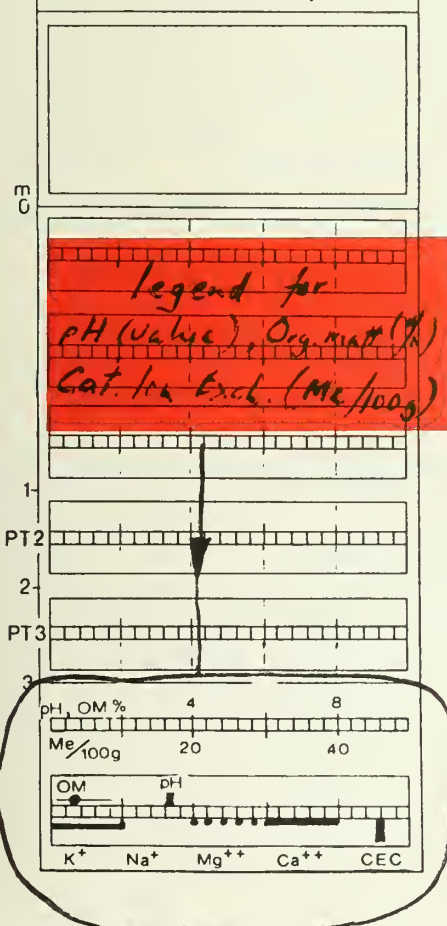 m
0
legend for
pH (value), Org. matt (%)
Cat. Ion Exch. (Me/100g)
1
PT2
2
PT3
3
pH, OM % 4 8
Me/100g 20 40
OM pH
K+ Na+ Mg++ Ca++ CEC